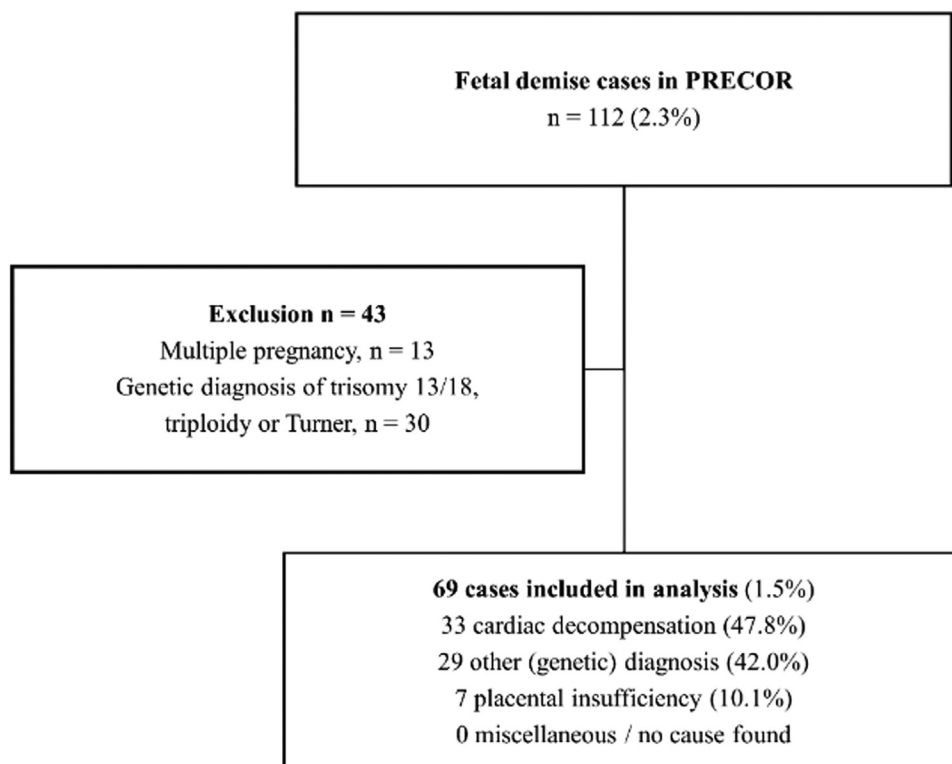 Fetal demise cases in PRECOR
n = 112 (2.3%)
Exclusion n = 43
Multiple pregnancy, n = 13
Genetic diagnosis of trisomy 13/18,
triploidy or Turner, n = 30
69 cases included in analysis (1.5%)
33 cardiac decompensation (47.8%)
29 other (genetic) diagnosis (42.0%)
7 placental insufficiency (10.1%)
0 miscellaneous / no cause found